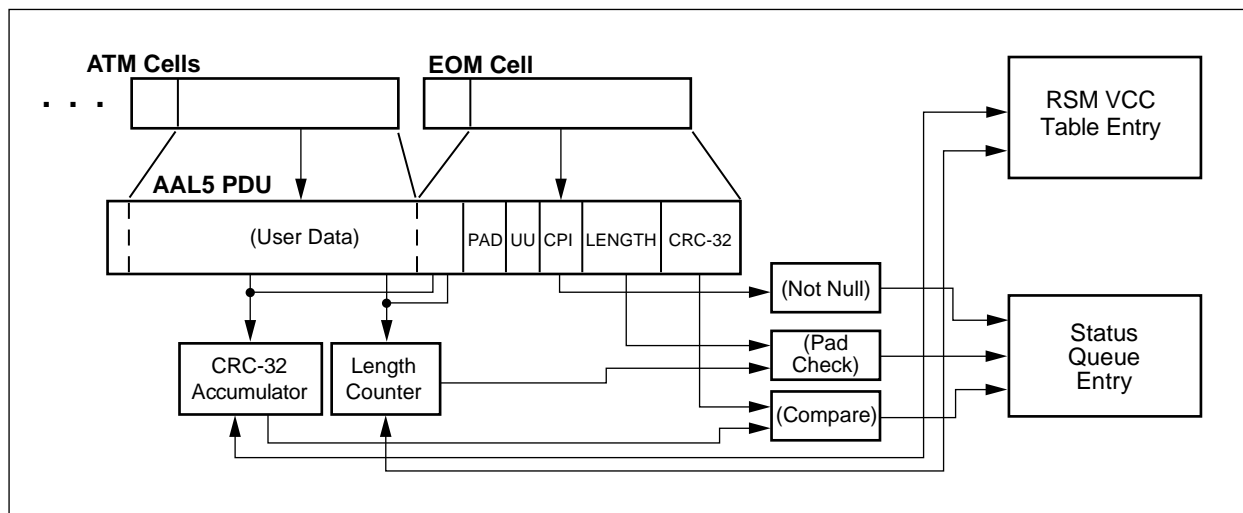 ATM Cells
EOM Cell
. . .
RSM VCC
Table Entry
AAL5 PDU
(User Data)
PAD
UU
CPI
LENGTH
CRC-32
(Not Null)
CRC-32
Accumulator
Length
Counter
(Pad
Check)
(Compare)
Status
Queue
Entry